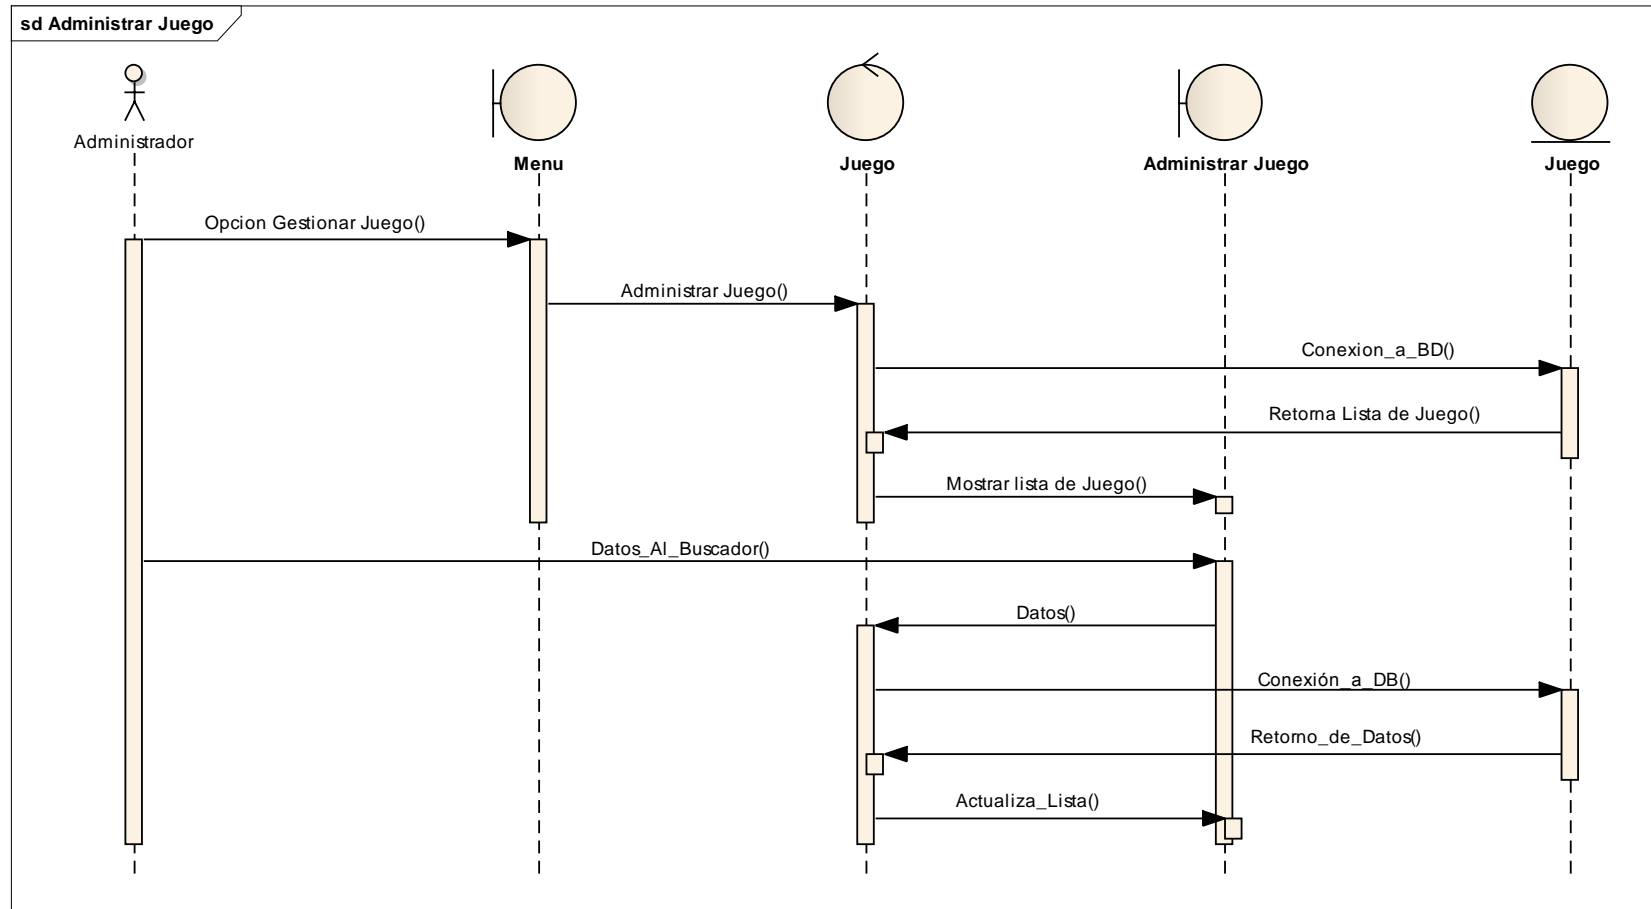 sd Administrar Juego
Administrador
Menu
Juego
Administrar Juego
Juego
Opcion Gestionar Juego()
Administrar Juego()
Conexion_a_BD()
Retorna Lista de Juego()
Mostrar lista de Juego()
Datos_Al_Buscador()
Datos()
Conexión_a_DB()
Retorno_de_Datos()
Actualiza_Lista()